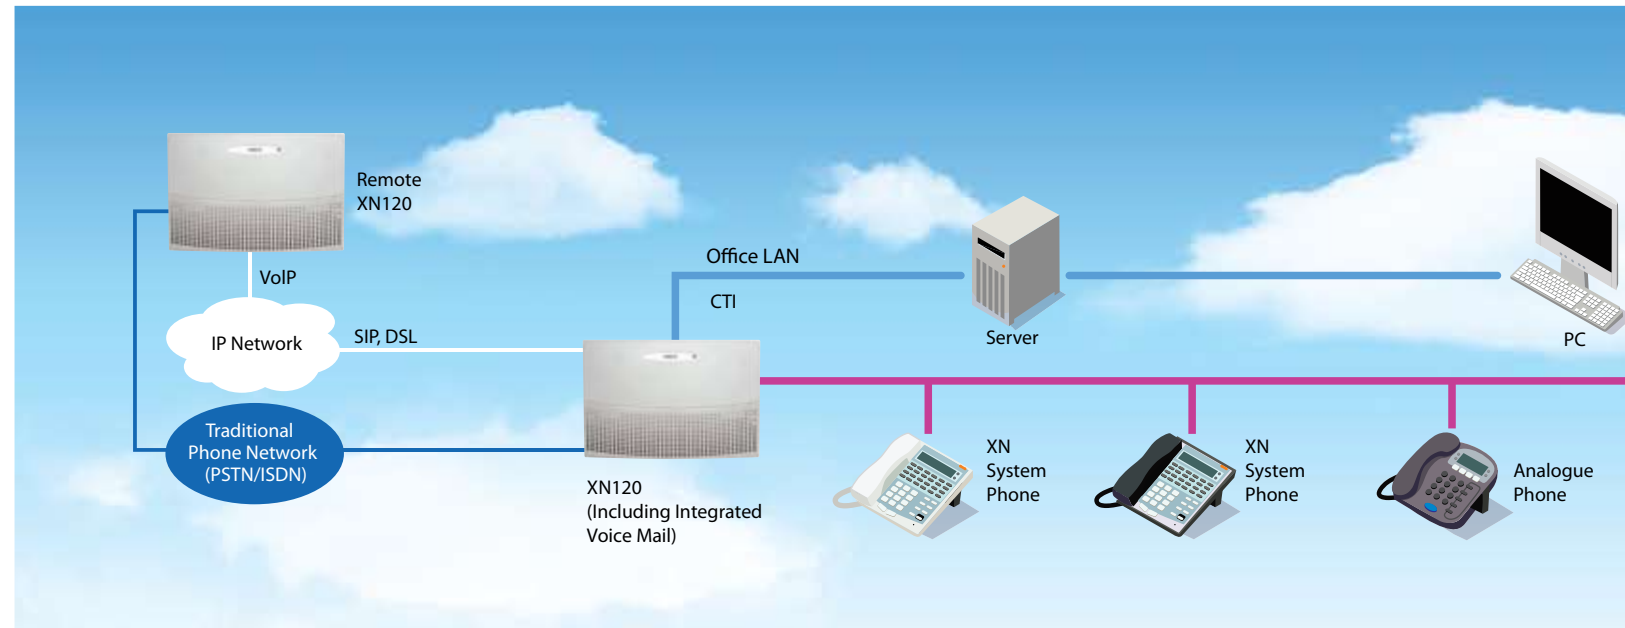 Remote
XN120
VoIP
IP Network
SIP, DSL
Traditional
Phone Network
(PSTN/ISDN)
Office LAN
CTI
Server
PC
XN120
(Including Integrated
Voice Mail)
XN
System
Phone
XN
System
Phone
Analogue
Phone